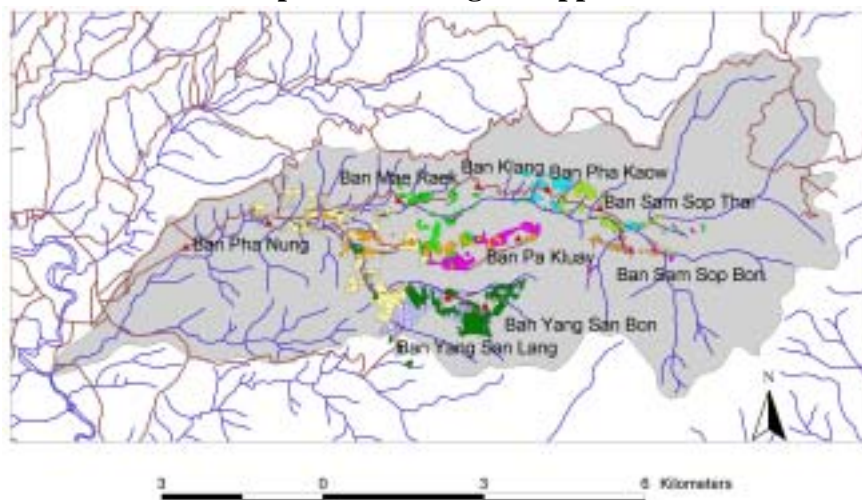 Ban Klang
Ban Pha Kaow
Ban Mae Raek
Ban Sam Sop Thai
Ban Pha Nung
Ban Pa Kluay
Ban Sam Sop Bon
Bah Yang San Bon
Ban Yang San Lang
N
3 0 3 6 Kilometers